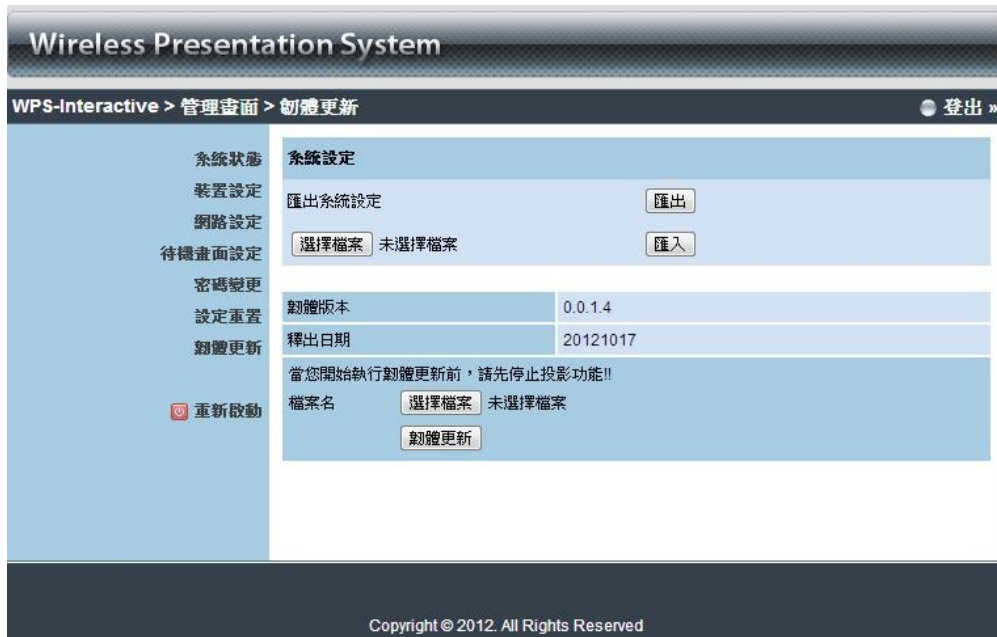 Wireless Presentation System
WPS-Interactive > 管理畫面 > 韌體更新
登出 »
系統狀態
裝置設定
網路設定
待機畫面設定
密碼變更
設定重置
韌體更新
重新啟動
系統設定
匯出系統設定 匯出
選擇檔案 未選擇檔案 匯入
韌體版本 0.0.1.4
釋出日期 20121017
當您開始執行韌體更新前，請先停止投影功能!!
檔案名 選擇檔案 未選擇檔案
韌體更新
Copyright © 2012. All Rights Reserved